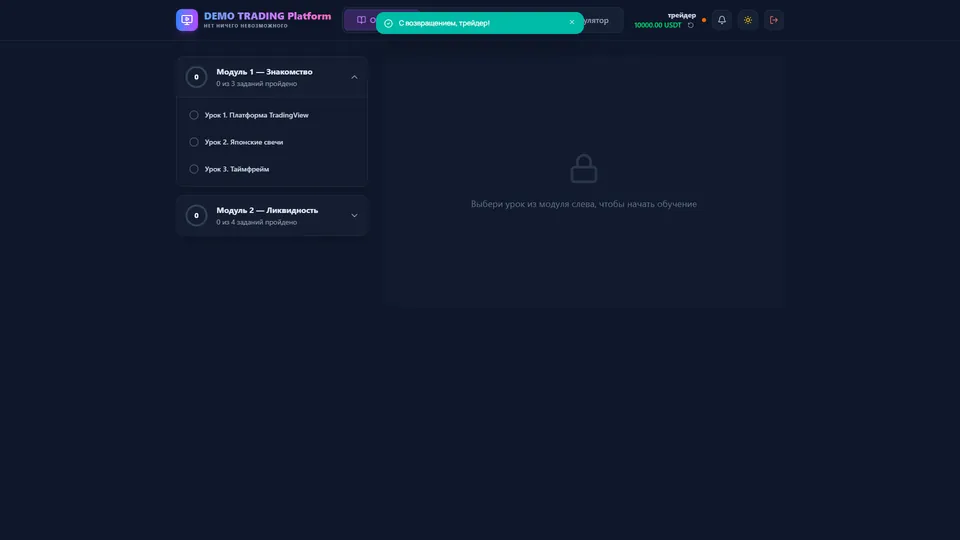 DEMO TRADING Platform
НЕТ НИЧЕГО НЕВОЗМОЖНОГО
С возвращением, трейдер!
трейдер
10000.00 USDT
0
Модуль 1 — Знакомство
0 из 3 заданий пройдено
Урок 1. Платформа TradingView
Урок 2. Японские свечи
Урок 3. Таймфрейм
0
Модуль 2 — Ликвидность
0 из 4 заданий пройдено
Выбери урок из модуля слева, чтобы начать обучение